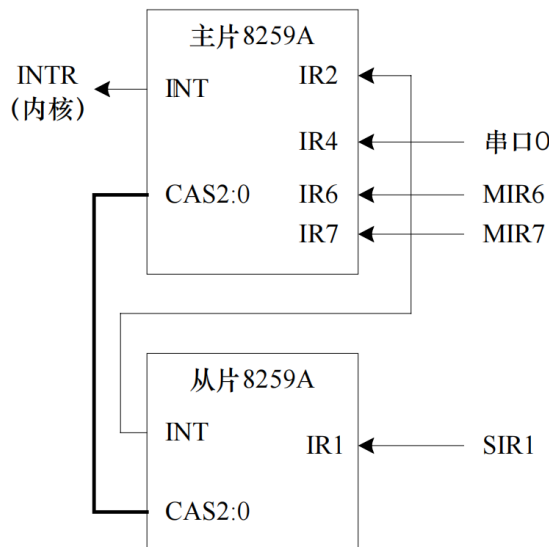 主片8259A
INTR
(内核)
INT
IR2
IR4
串口0
CAS2:0
IR6
MIR6
IR7
MIR7
从片8259A
INT
IR1
SIR1
CAS2:0